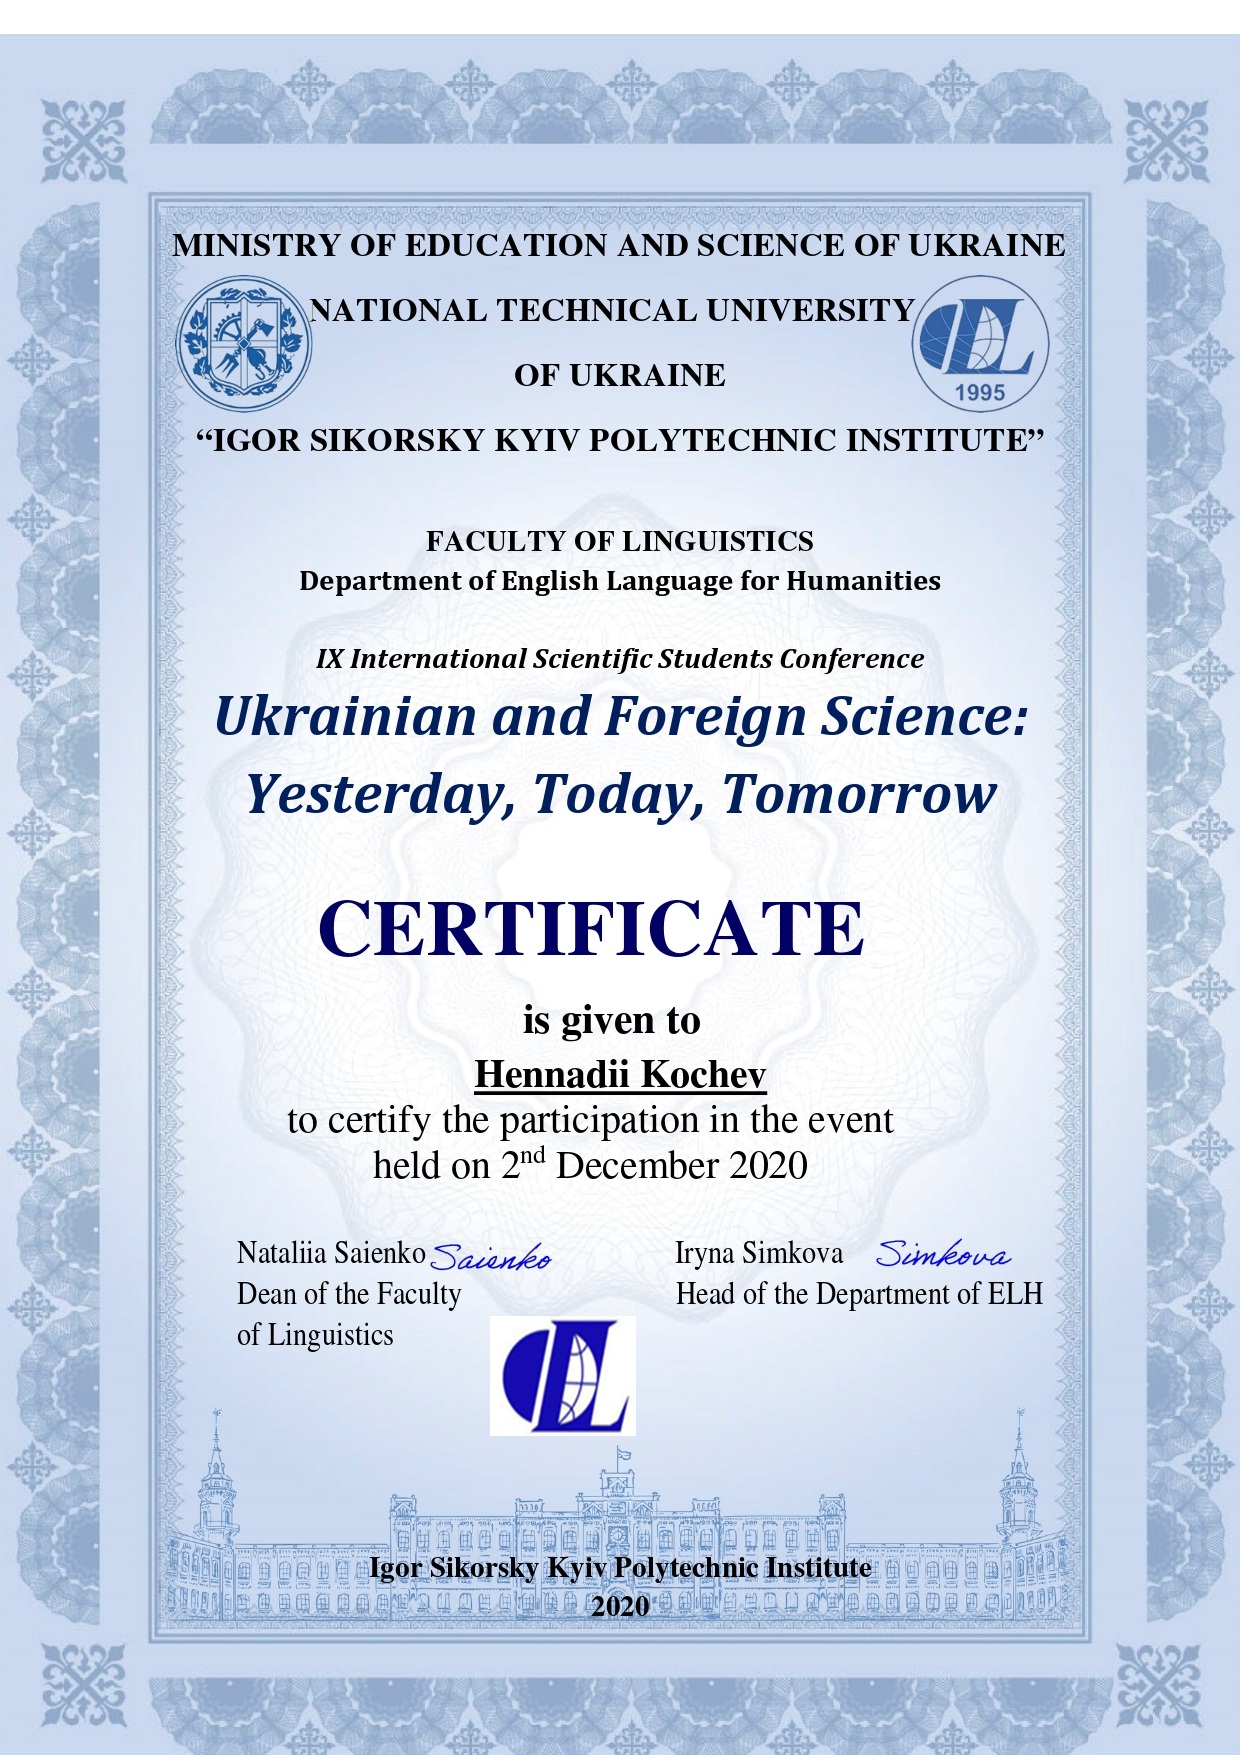 MINISTRY OF EDUCATION AND SCIENCE OF UKRAINE
NATIONAL TECHNICAL UNIVERSITY
OF UKRAINE
1995
“IGOR SIKORSKY KYIV POLYTECHNIC INSTITUTE”
FACULTY OF LINGUISTICS
Department of English Language for Humanities
IX International Scientific Students Conference
Ukrainian and Foreign Science:
Yesterday, Today, Tomorrow
CERTIFICATE
is given to
Hennadii Kochev
to certify the participation in the event
held on 2nd December 2020
Nataliia Saienko Saienko
Dean of the Faculty
of Linguistics
Iryna Simkova Simkova
Head of the Department of ELH
Igor Sikorsky Kyiv Polytechnic Institute
2020